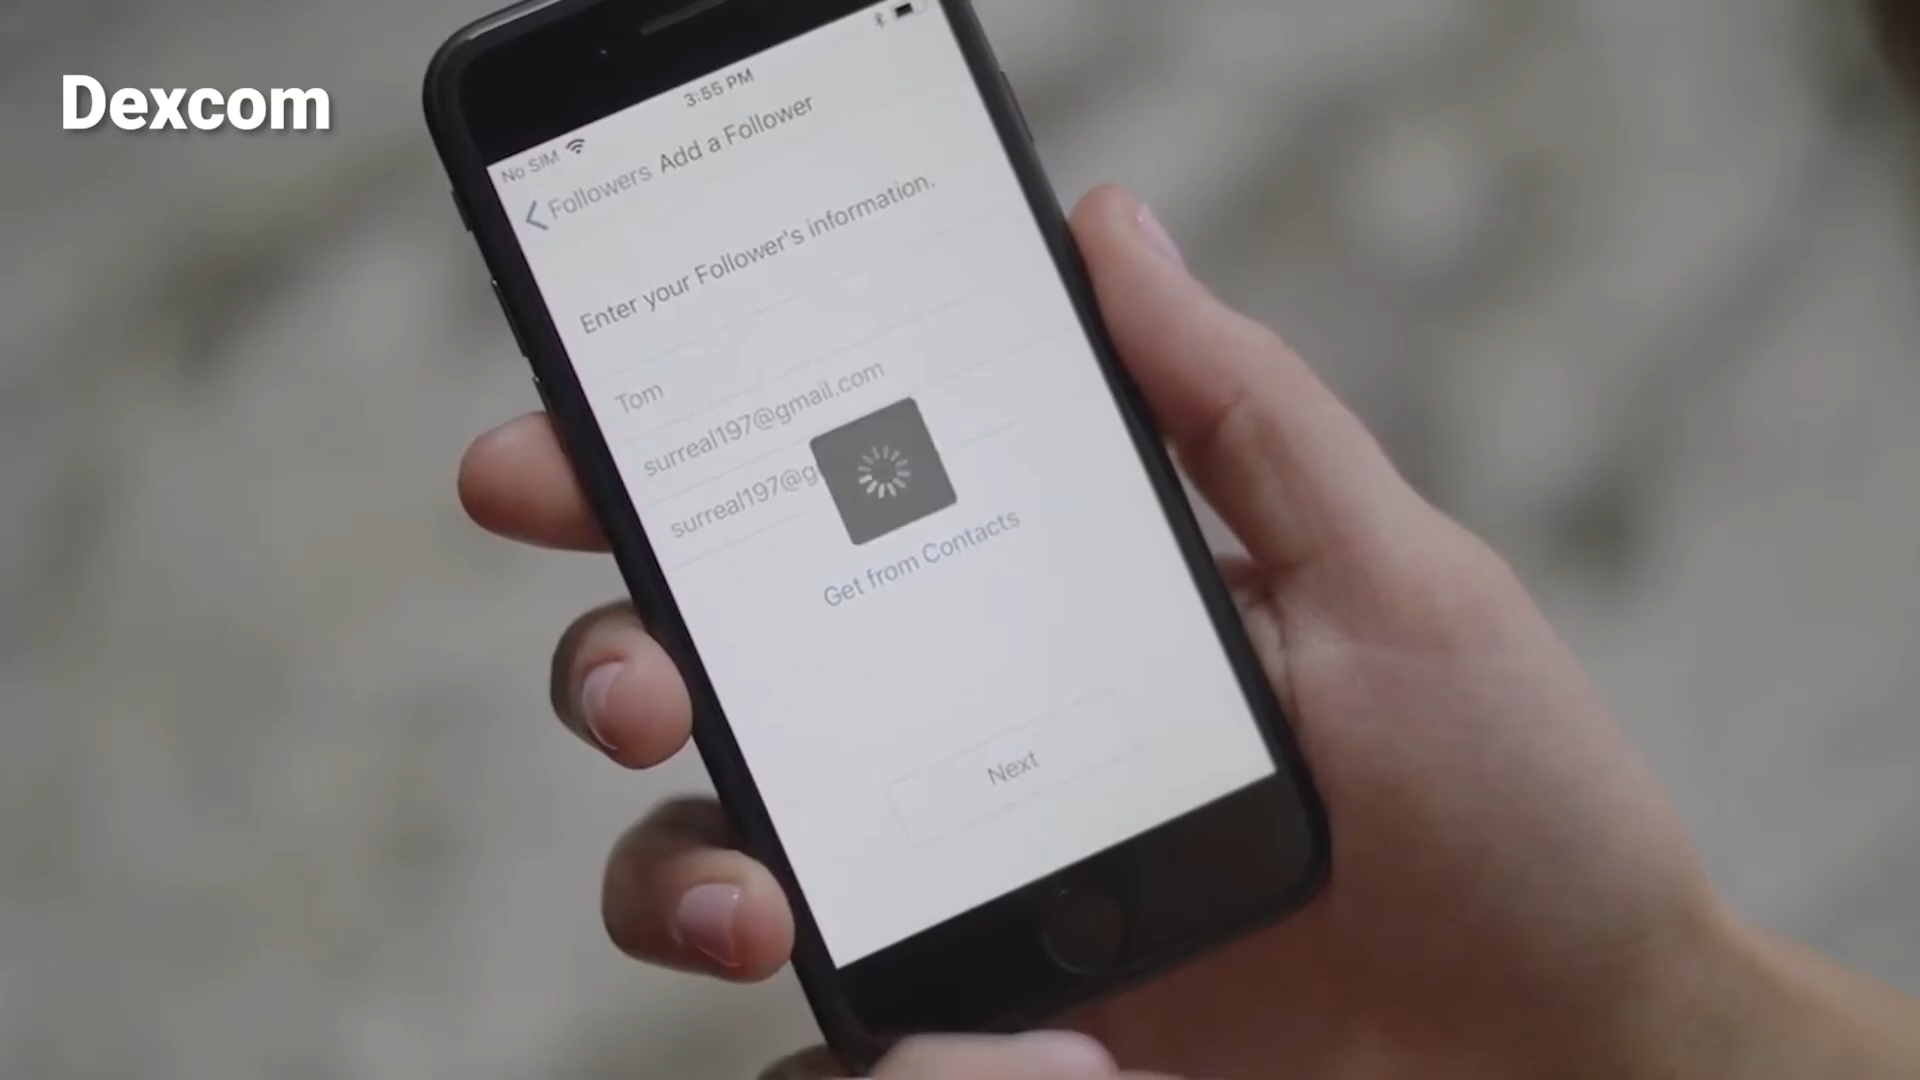 Dexcom
3:55 PM
No SIM
Followers Add a Follower
Enter your Follower's information.
Tom
surreal197@gmail.com
surreal197@g
Get from Contacts
Next